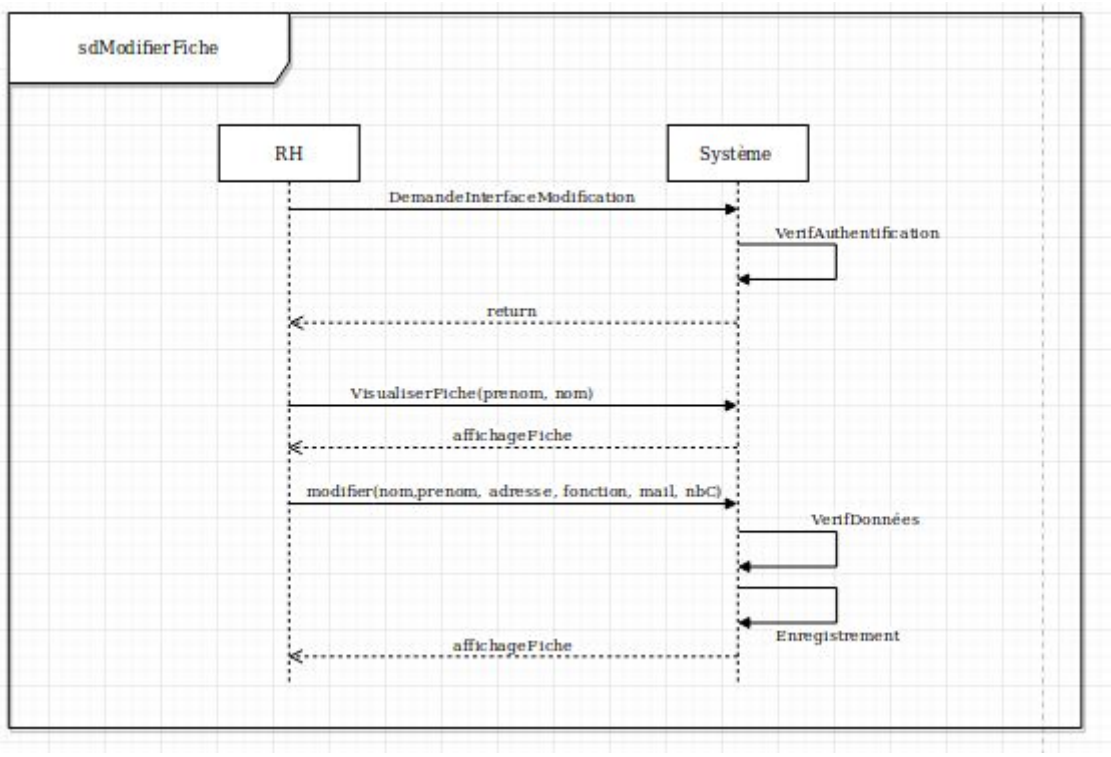 sdModifierFiche
RH
Système
DemandeInterfaceModification
VerifAuthentification
return
VisualiserFiche(prenom, nom)
affichageFiche
modifier(nom,prenom, adresse, fonction, mail, nbC)
VerifDonnées
Enregistrement
affichageFiche